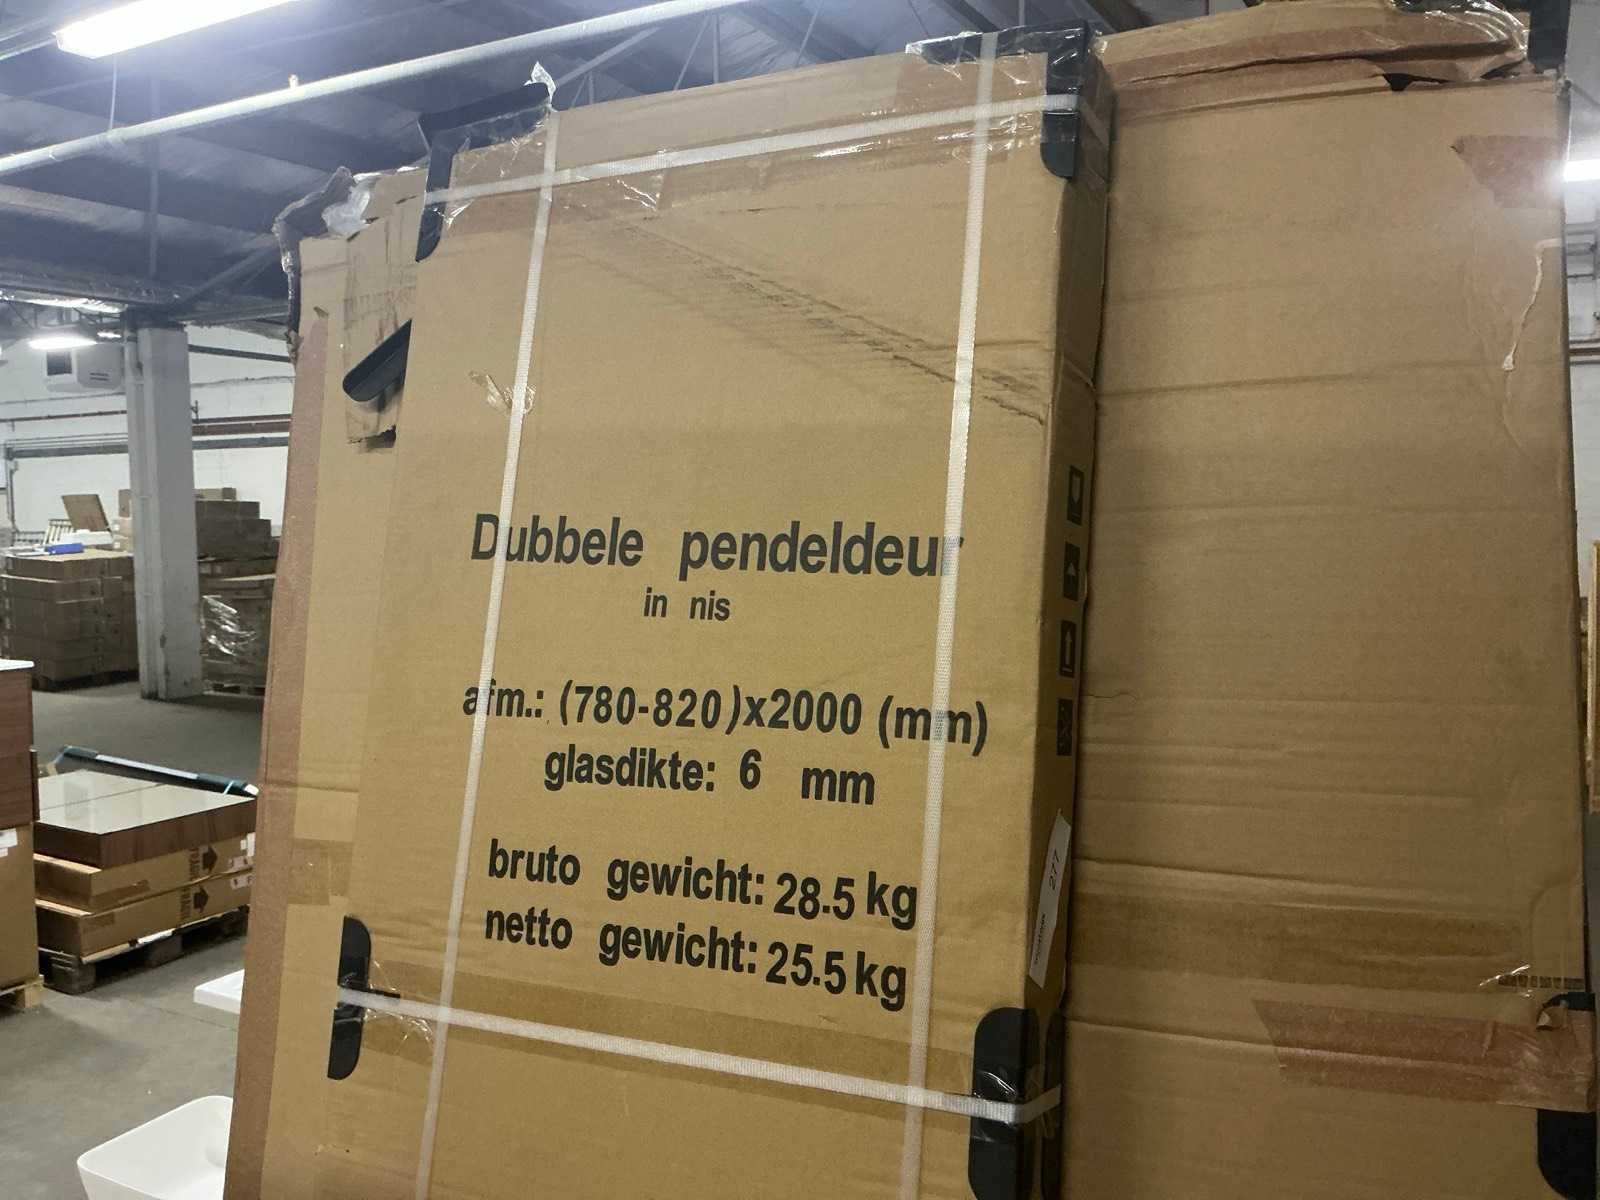 Dubbele pendeldeur
in nis
afm.: (780-820)x2000 (mm)
glasdikte: 6 mm
bruto gewicht: 28.5 kg
netto gewicht: 25.5 kg
277